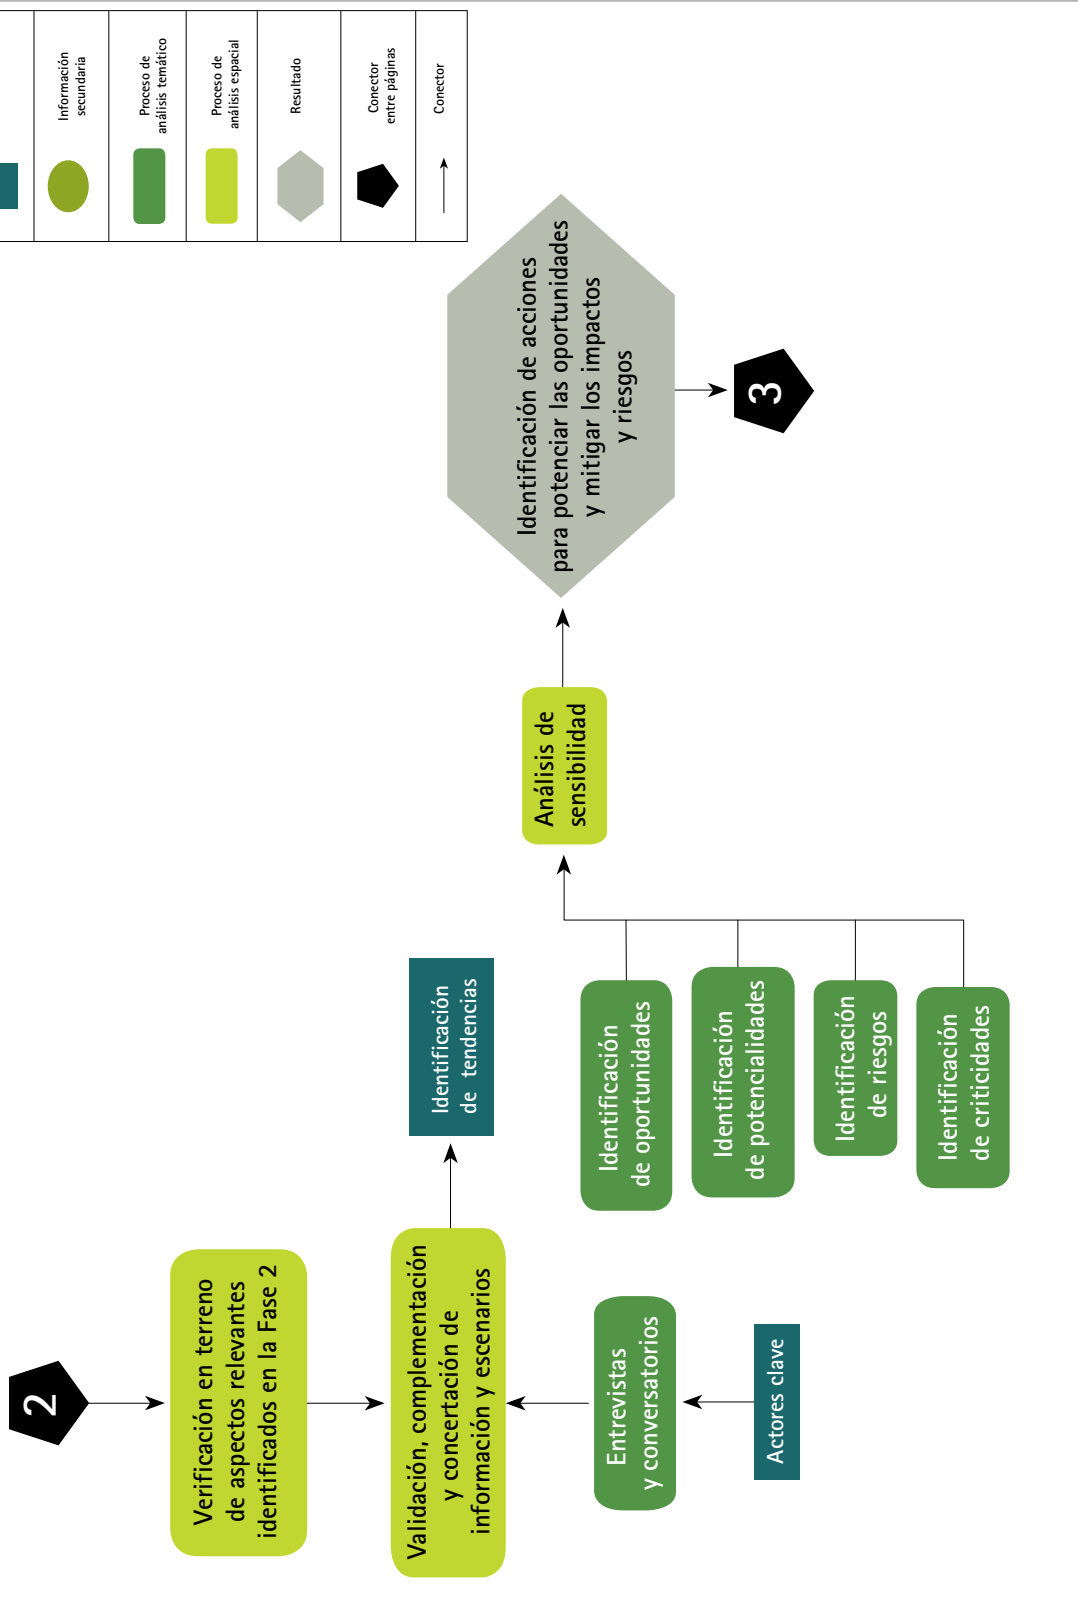 Información
secundaria
Proceso de
análisis temático
Proceso de
análisis espacial
Resultado
Conector
entre páginas
Conector
2
Verificación en terreno
de aspectos relevantes
identificados en la Fase 2
Validación, complementación
y concertación de
información y escenarios
Entrevistas
y conversatorios
Actores clave
Identificación
de tendencias
Identificación
de oportunidades
Identificación
de potencialidades
Identificación
de riesgos
Identificación
de criticidades
Análisis de
sensibilidad
Identificación de acciones
para potenciar las oportunidades
y mitigar los impactos
y riesgos
3